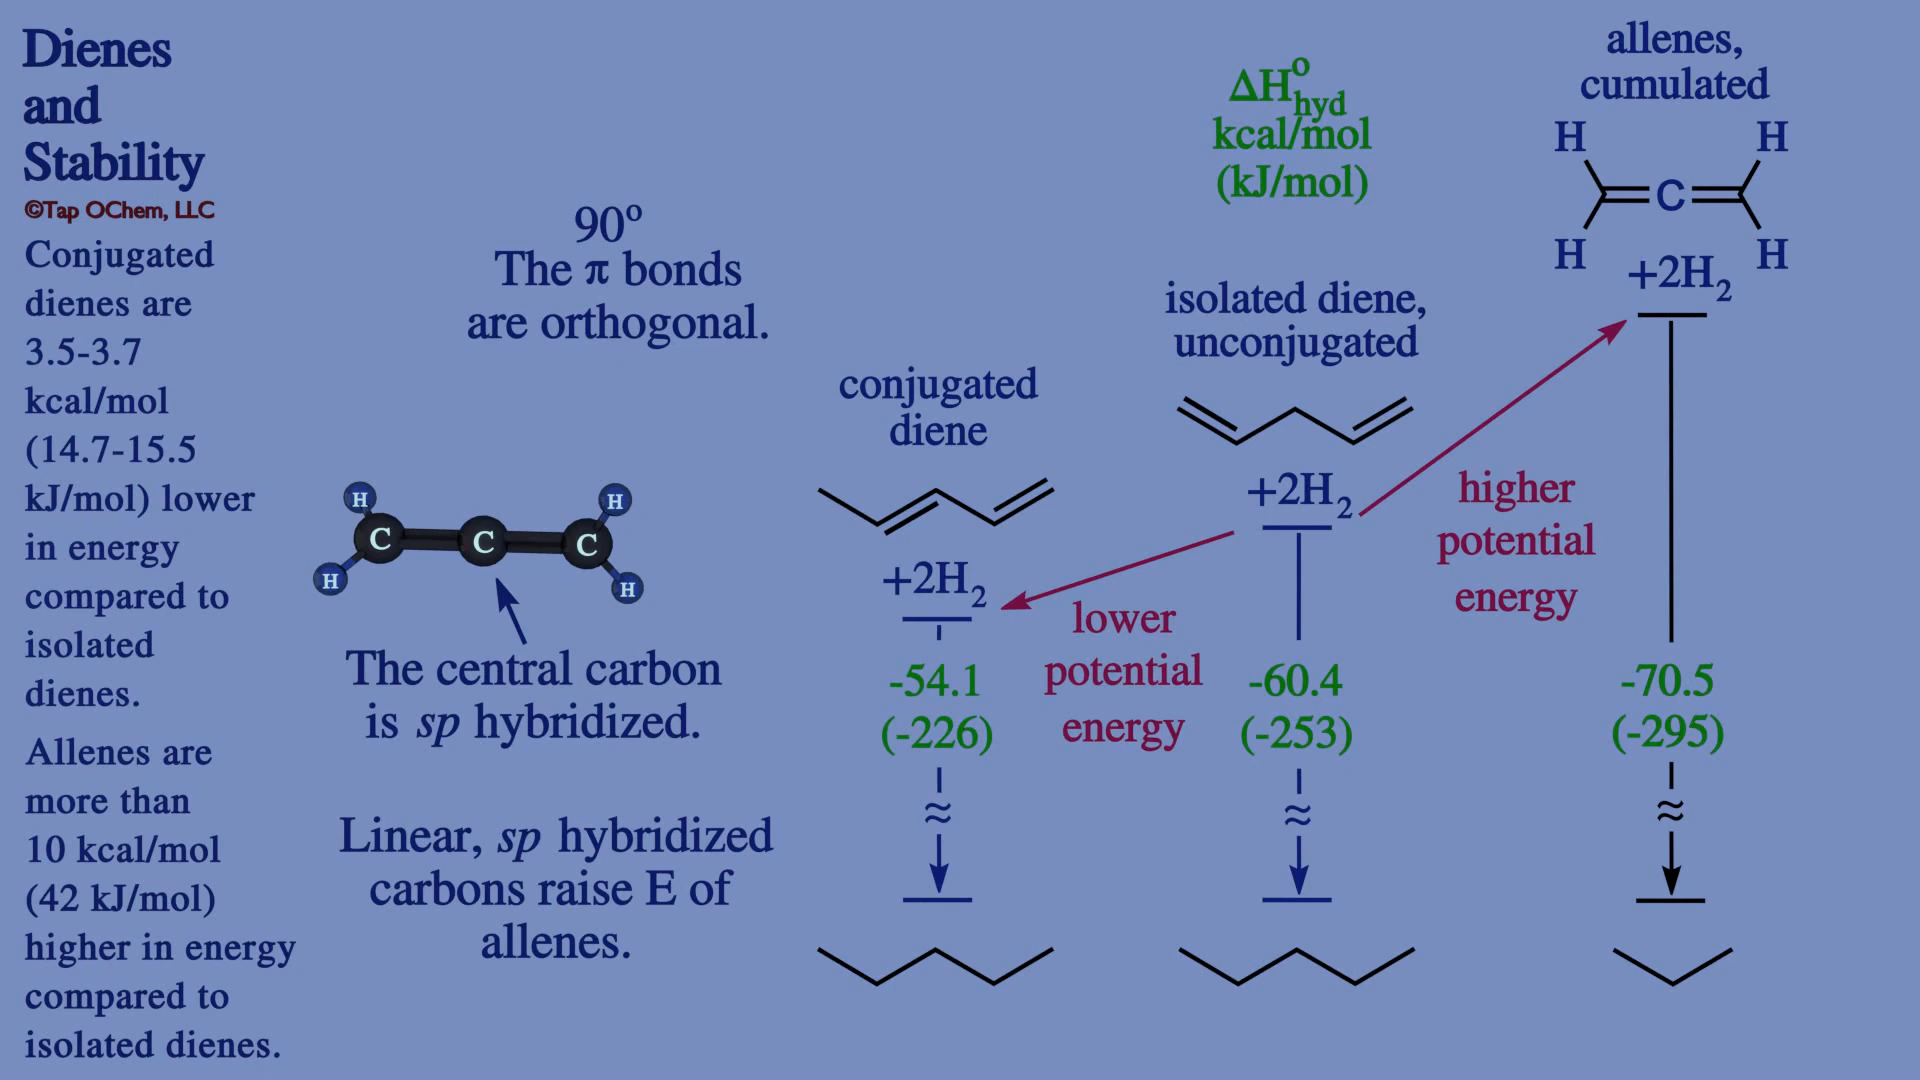 Dienes
and
Stability
©Tap OChem, LLC
Conjugated
dienes are
3.5-3.7
kcal/mol
(14.7-15.5
kJ/mol) lower
in energy
compared to
isolated
dienes.
Allenes are
more than
10 kcal/mol
(42 kJ/mol)
higher in energy
compared to
isolated dienes.
90º
The π bonds
are orthogonal.
H
H
C
C
C
H
H
The central carbon
is sp hybridized.
Linear, sp hybridized
carbons raise E of
allenes.
conjugated
diene
+2H₂
-54.1
(-226)
≈
lower
potential
energy
ΔHºhyd
kcal/mol
(kJ/mol)
isolated diene,
unconjugated
+2H₂
-60.4
(-253)
≈
higher
potential
energy
allenes,
cumulated
H
H
C
H
H
+2H₂
-70.5
(-295)
≈